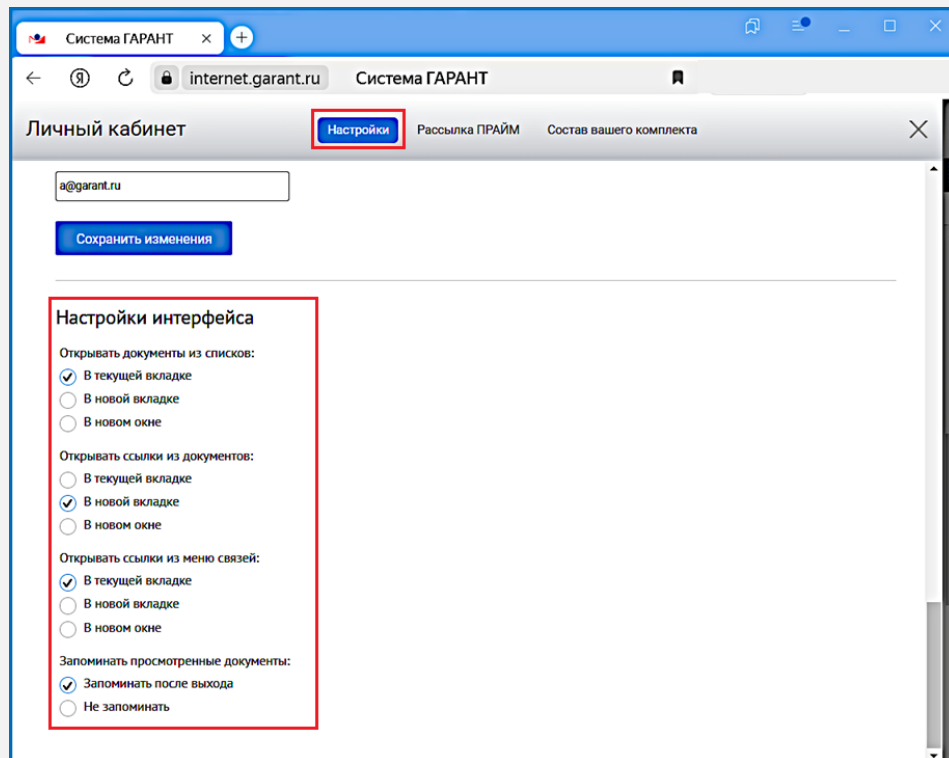 Система ГАРАНТ
internet.garant.ru Система ГАРАНТ
Личный кабинет
Настройки Рассылка ПРАЙМ Состав вашего комплекта
a@garant.ru
Сохранить изменения
Настройки интерфейса
Открывать документы из списков:
В текущей вкладке
В новой вкладке
В новом окне
Открывать ссылки из документов:
В текущей вкладке
В новой вкладке
В новом окне
Открывать ссылки из меню связей:
В текущей вкладке
В новой вкладке
В новом окне
Запоминать просмотренные документы:
Запоминать после выхода
Не запоминать